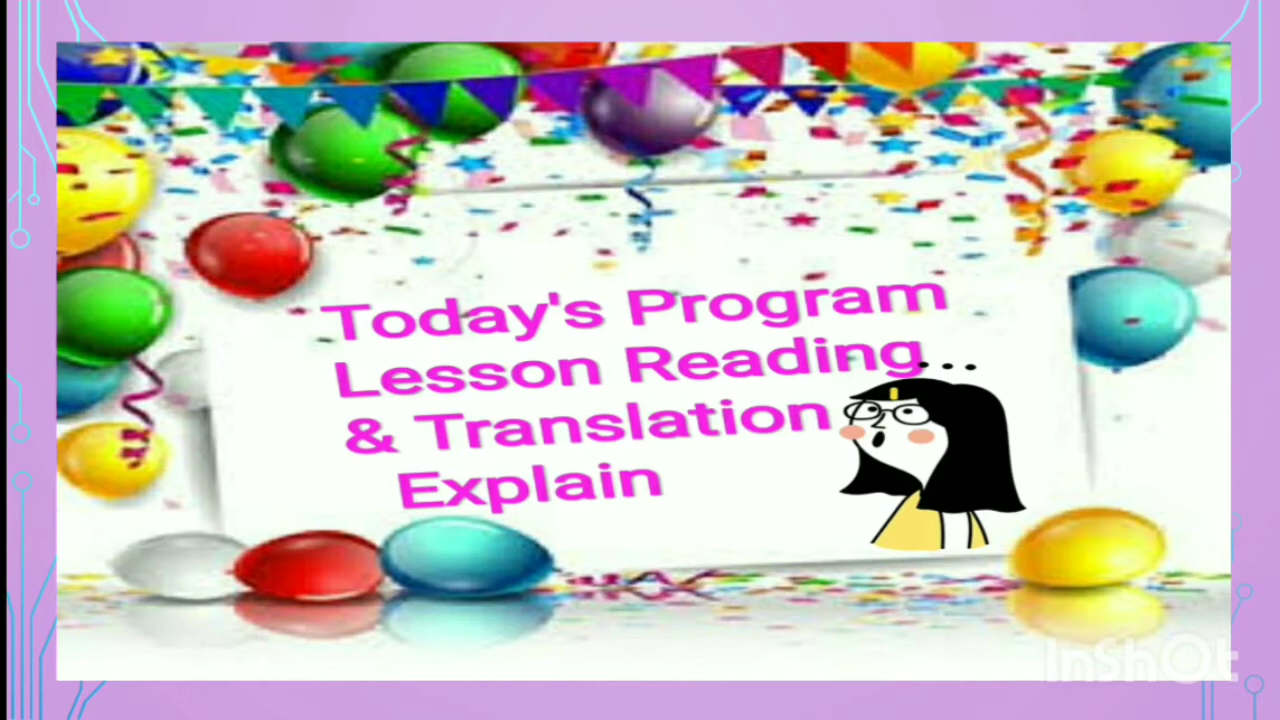 Today's Program
Lesson Reading...
& Translation
Explain
InShOt